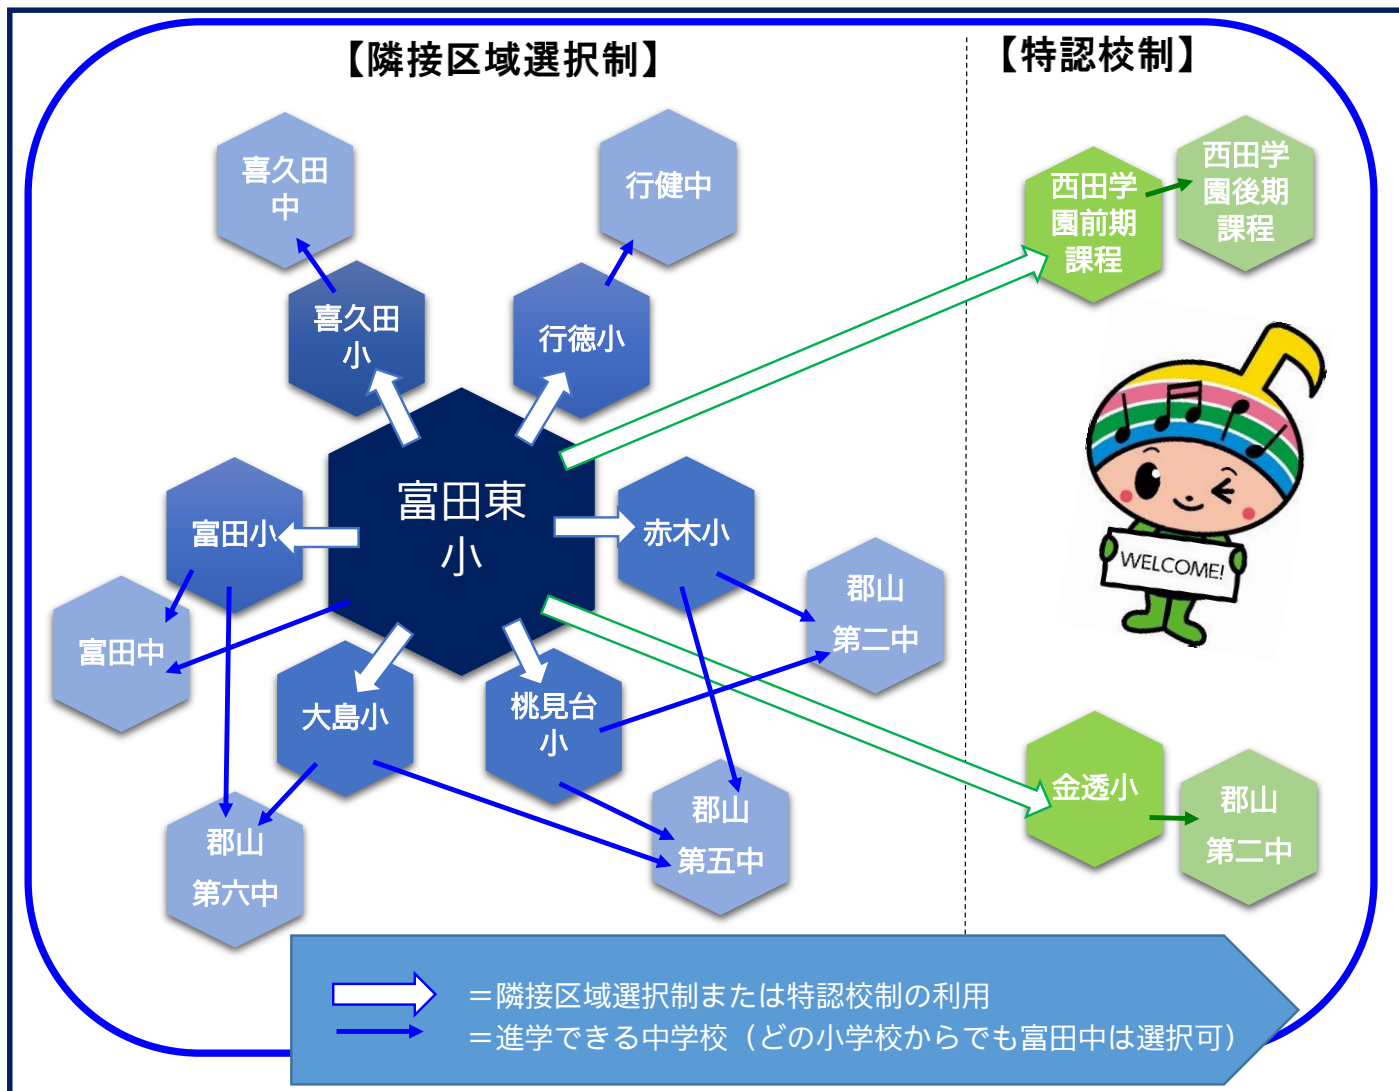 【隣接区域選択制】
【特認校制】
喜久田
中
行健中
西田学
園前期
課程
西田学
園後期
課程
喜久田
小
行徳小
富田東
小
富田小
赤木小
富田中
郡山
第二中
大島小
桃見台
小
郡山
第六中
郡山
第五中
WELCOME!
金透小
郡山
第二中
＝隣接区域選択制または特認校制の利用
＝進学できる中学校（どの小学校からでも富田中は選択可）